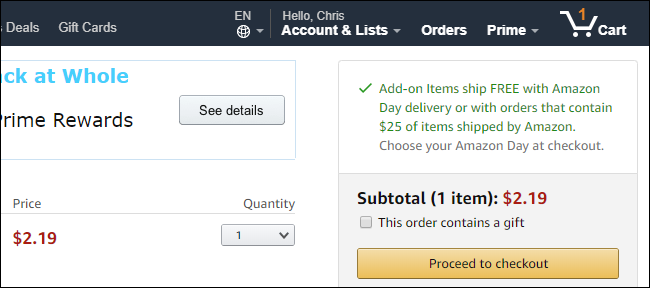 s Deals Gift Cards EN Hello, Chris
Account & Lists Orders Prime 1 Cart
ck at Whole
rime Rewards
See details
Add-on Items ship FREE with Amazon
Day delivery or with orders that contain
$25 of items shipped by Amazon.
Choose your Amazon Day at checkout.
Price Quantity
$2.19 1
Subtotal (1 item): $2.19
This order contains a gift
Proceed to checkout